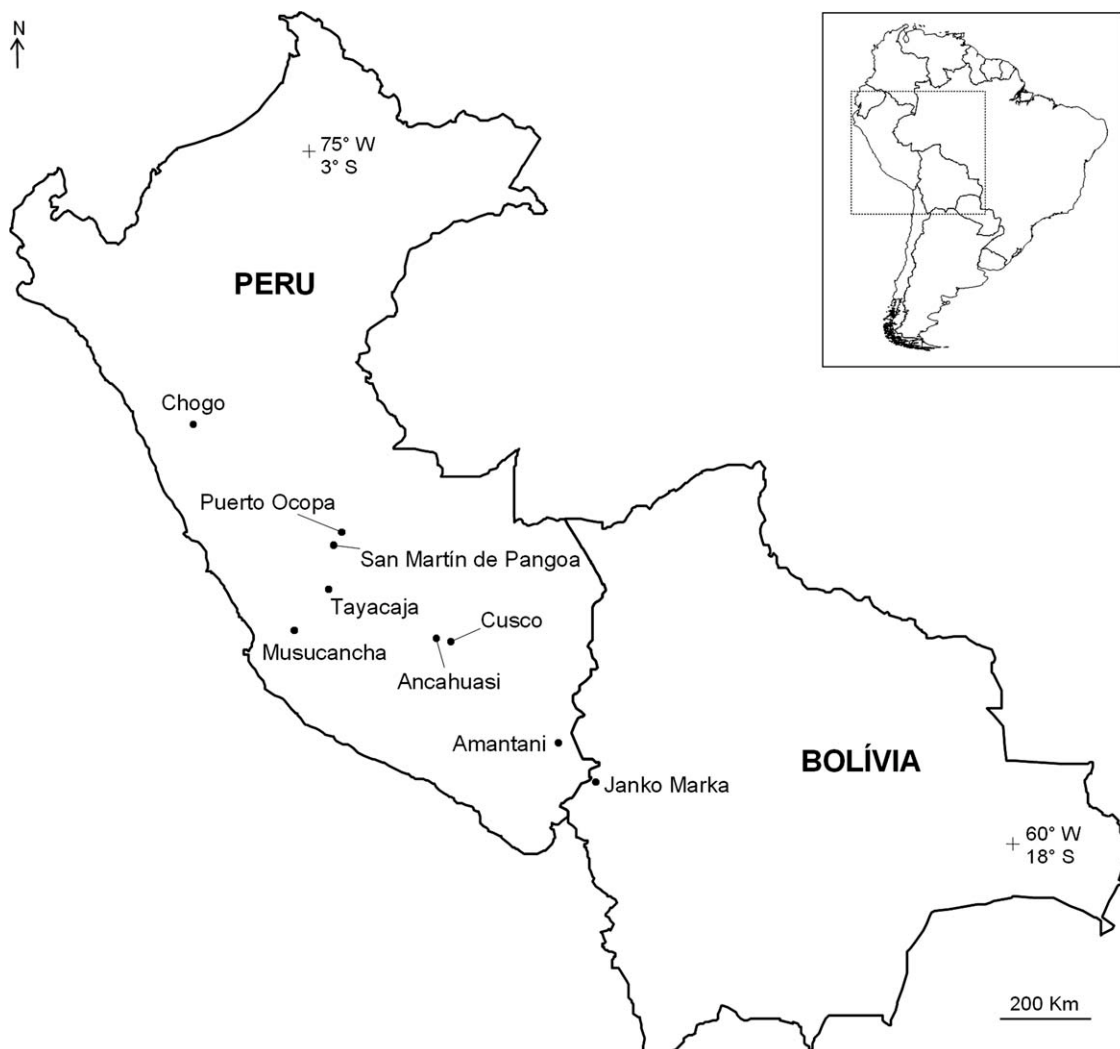 N
75° W
3° S
PERU
Chogo
Puerto Ocopa
San Martín de Pangoa
Tayacaja
Cusco
Musucancha
Ancahuasi
Amantani
BOLÍVIA
Janko Marka
60° W
18° S
200 Km